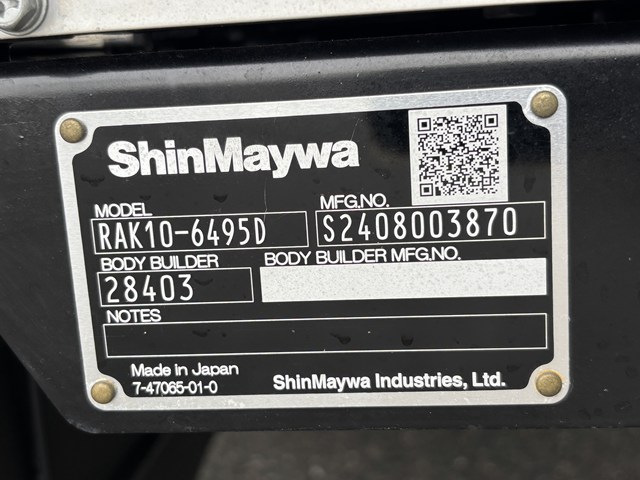 ShinMaywa
MODEL
RAK10-6495D
MFG.NO.
S2408003870
BODY BUILDER
28403
BODY BUILDER MFG.NO.
NOTES
Made in Japan
7-47065-01-0
ShinMaywa Industries, Ltd.